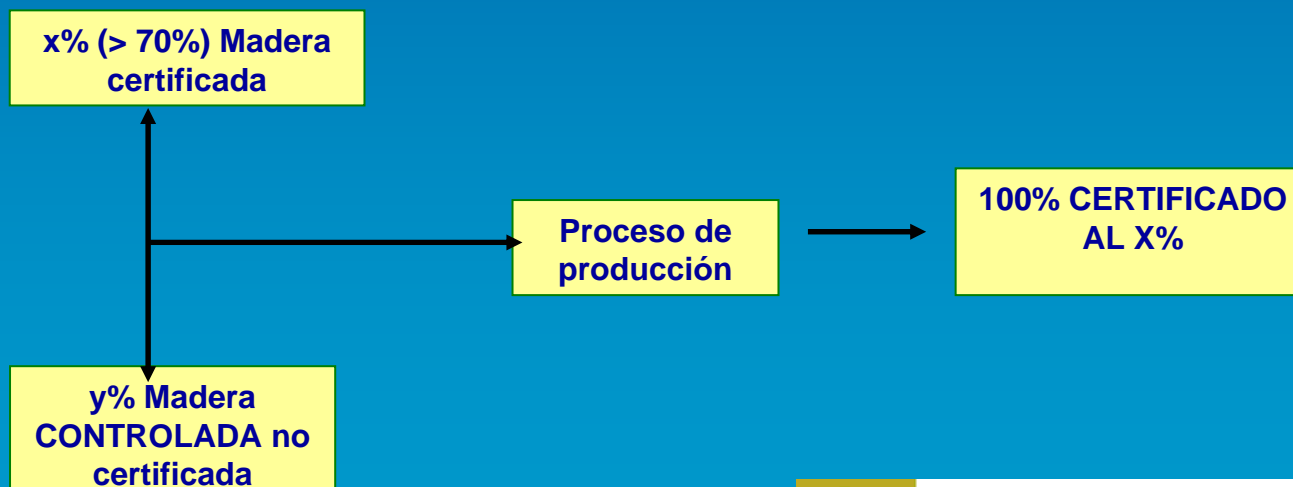 x% (> 70%) Madera
certificada
Proceso de
producción
100% CERTIFICADO
AL X%
y% Madera
CONTROLADA no
certificada